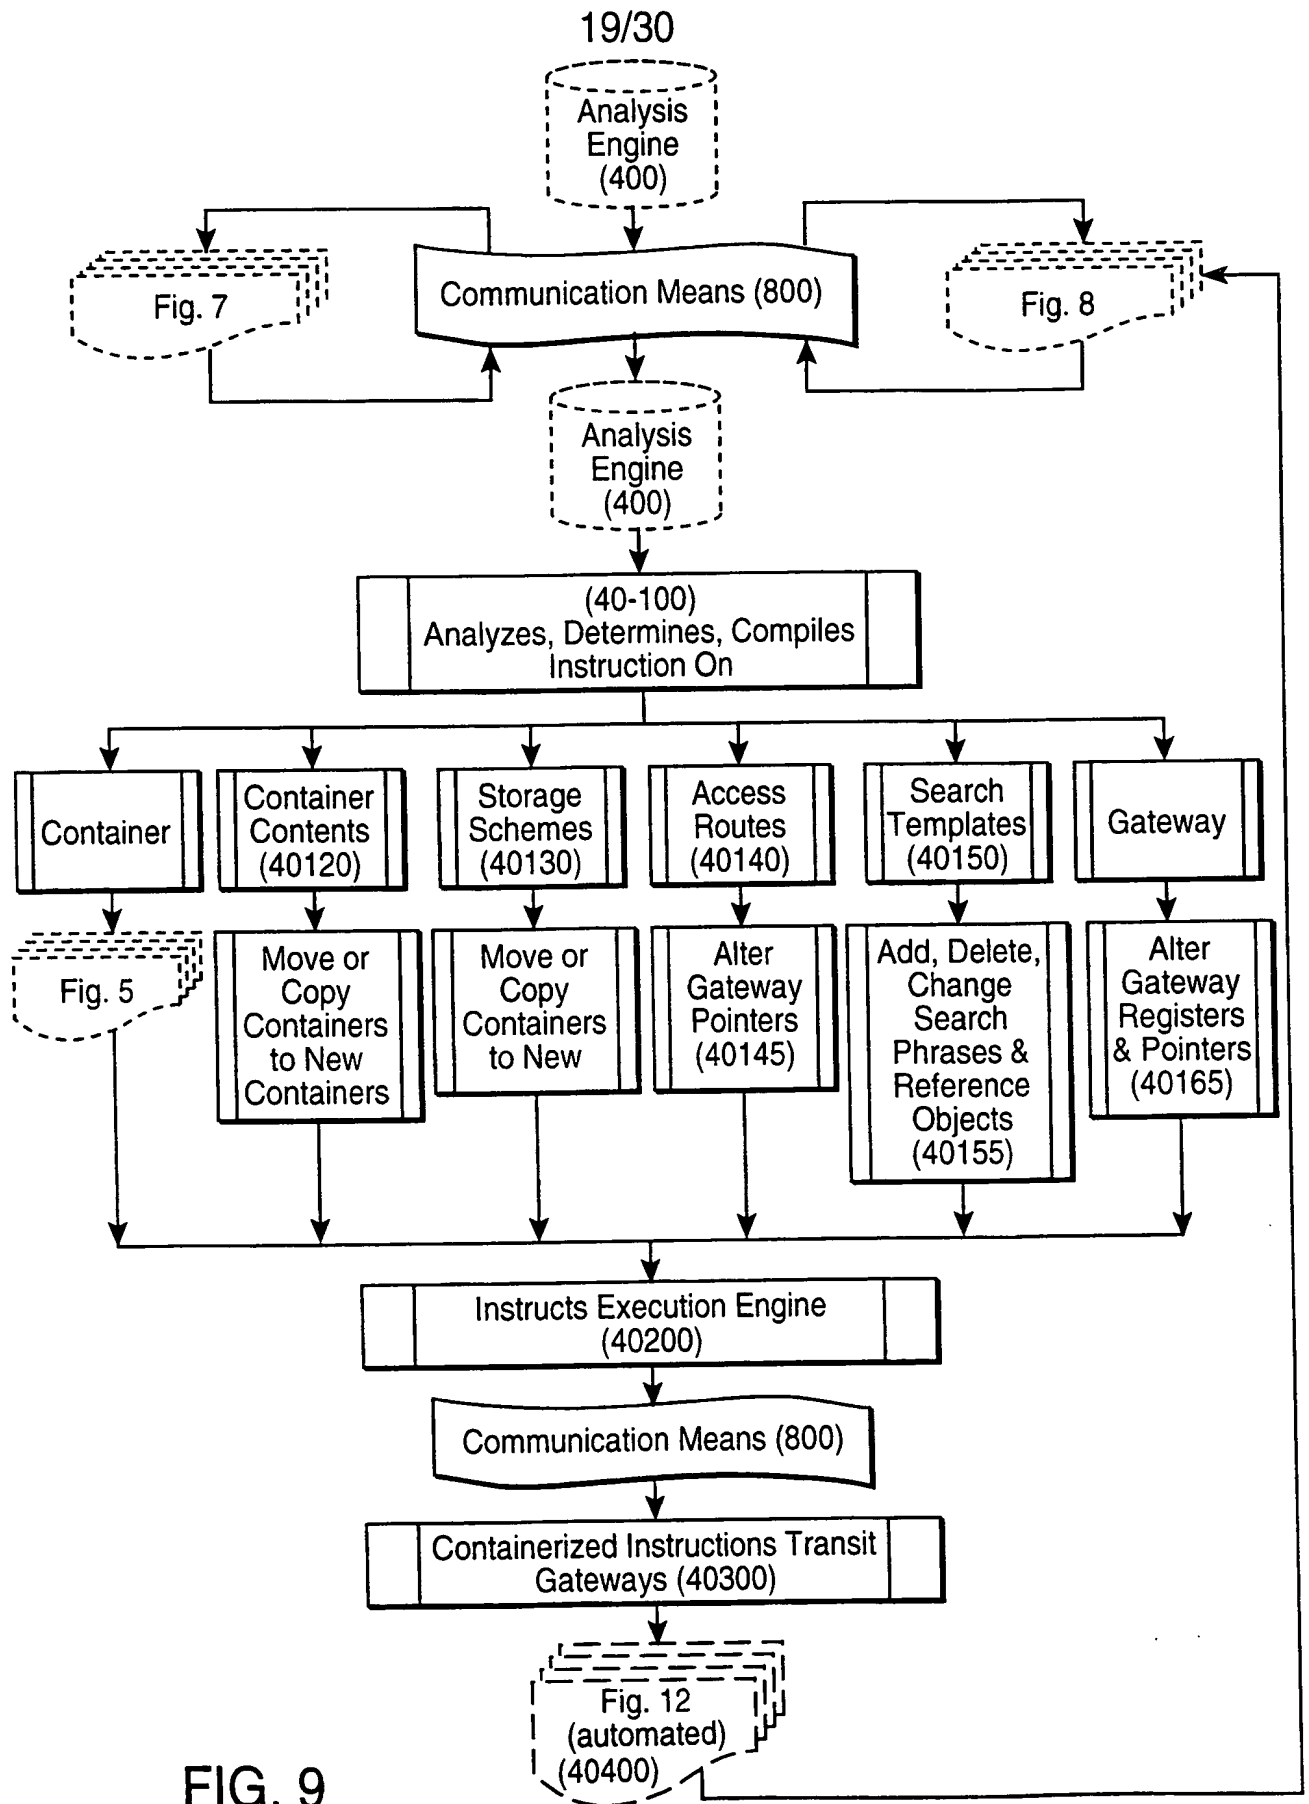 19/30
Analysis
Engine
(400)
Communication Means (800)
Fig. 7
Fig. 8
Analysis
Engine
(400)
(40-100)
Analyzes, Determines, Compiles
Instruction On
Container
Container
Contents
(40120)
Storage
Schemes
(40130)
Access
Routes
(40140)
Search
Templates
(40150)
Gateway
Fig. 5
Move or
Copy
Containers
to New
Containers
Move or
Copy
Containers
to New
Alter
Gateway
Pointers
(40145)
Add, Delete,
Change
Search
Phrases &
Reference
Objects
(40155)
Alter
Gateway
Registers
& Pointers
(40165)
Instructs Execution Engine
(40200)
Communication Means (800)
Containerized Instructions Transit
Gateways (40300)
Fig. 12
(automated)
(40400)
FIG. 9